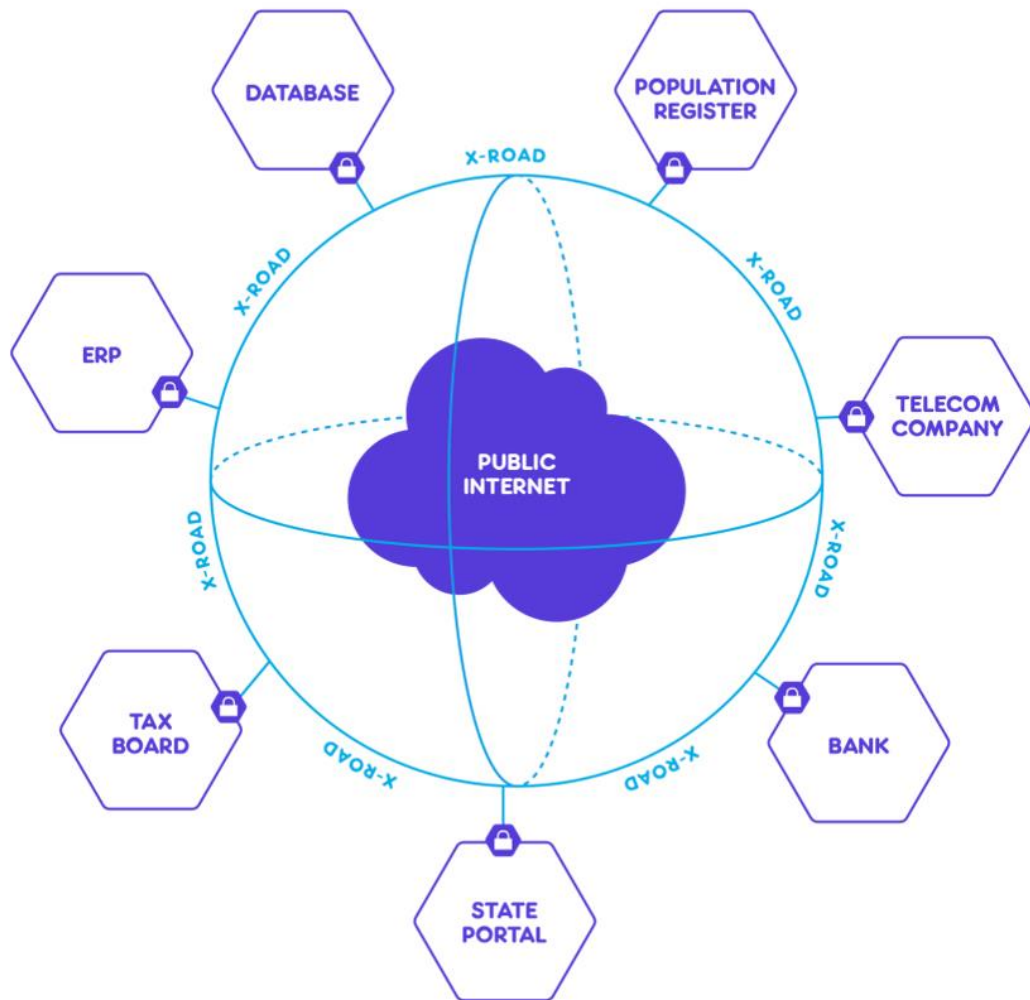 DATABASE
POPULATION
REGISTER
X-ROAD
X-ROAD
X-ROAD
ERP
TELECOM
COMPANY
PUBLIC
INTERNET
X-ROAD
X-ROAD
TAX
BOARD
BANK
X-ROAD
X-ROAD
STATE
PORTAL